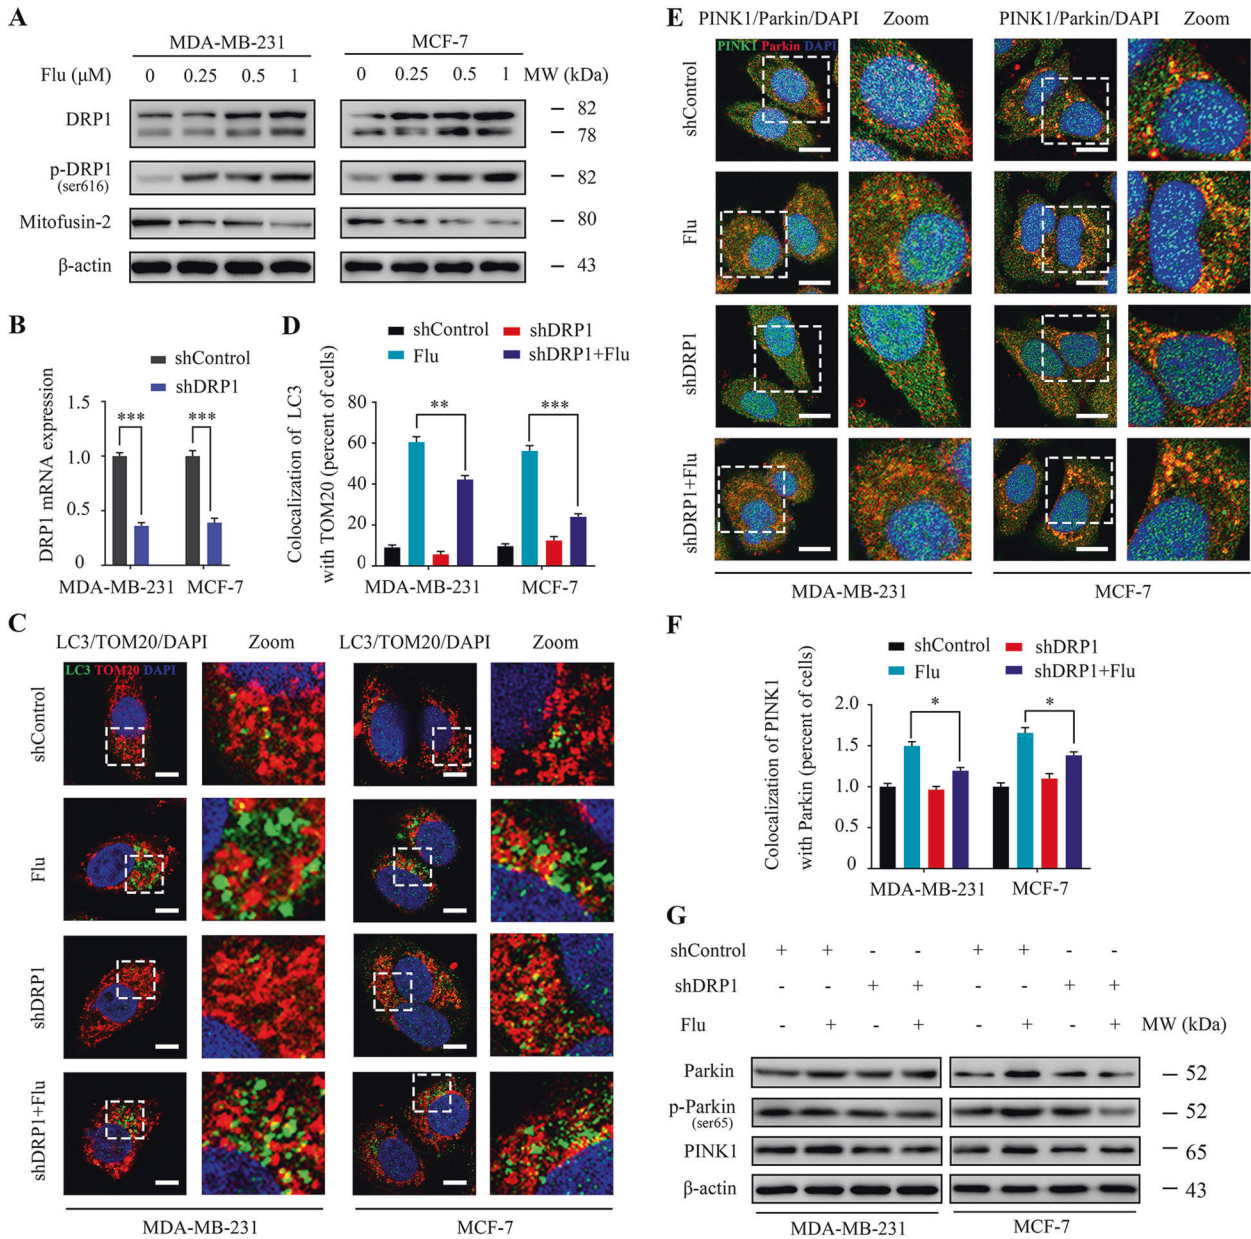 A
MDA-MB-231 MCF-7
Flu (μM) 0 0.25 0.5 1 0 0.25 0.5 1 MW (kDa)
DRP1 82
78
p-DRP1 82
(ser616)
Mitofusin-2 80
β-actin 43
B
shControl
shDRP1
DRP1 mRNA expression
1.5
1.0
0.5
0
*** ***
MDA-MB-231 MCF-7
D
shControl shDRP1
Flu shDRP1+Flu
Colocalization of LC3
with TOM20 (percent of cells)
80
60
40
20
0
** ***
MDA-MB-231 MCF-7
C
LC3/TOM20/DAPI Zoom LC3/TOM20/DAPI Zoom
LC3 TOM20 DAPI
shControl
Flu
shDRP1
shDRP1+Flu
MDA-MB-231 MCF-7
E
PINK1/Parkin/DAPI Zoom PINK1/Parkin/DAPI Zoom
PINK1 Parkin DAPI
shControl
Flu
shDRP1
shDRP1+Flu
MDA-MB-231 MCF-7
F
shControl shDRP1
Flu shDRP1+Flu
Colocalization of PINK1
with Parkin (percent of cells)
2.0
1.5
1.0
0.5
0
* *
MDA-MB-231 MCF-7
G
shControl + + - - + + - -
shDRP1 - - + + - - + +
Flu - + - + - + - + MW (kDa)
Parkin 52
p-Parkin 52
(ser65)
PINK1 65
β-actin 43
MDA-MB-231 MCF-7